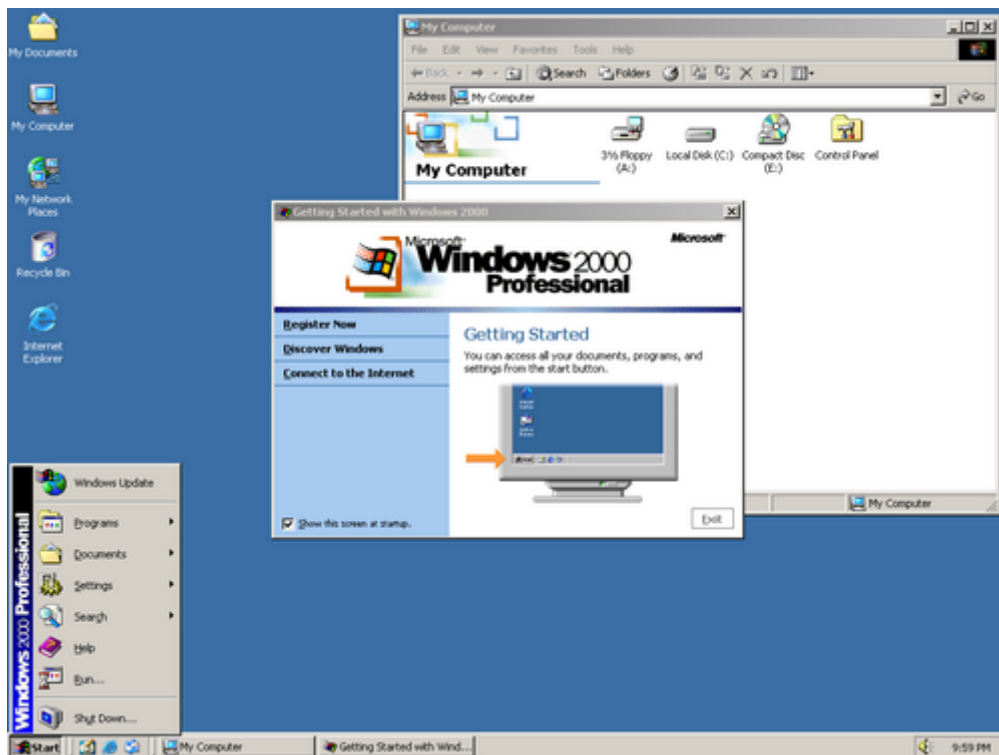 My Documents
My Computer
My Network
Places
Recycle Bin
Internet
Explorer
My Computer
File Edit View Favorites Tools Help
Back Search Folders
Address My Computer Go
My Computer
3½ Floppy
(A:)
Local Disk (C:)
Compact Disc
(E:)
Control Panel
My Computer
Getting Started with Windows 2000
Microsoft
Windows 2000
Professional
Microsoft
Register Now
Discover Windows
Connect to the Internet
Getting Started
You can access all your documents, programs, and
settings from the start button.
Show this screen at startup.
Exit
Windows 2000 Professional
Windows Update
Programs
Documents
Settings
Search
Help
Run...
Shut Down...
Start My Computer Getting Started with Wind... 9:59 PM